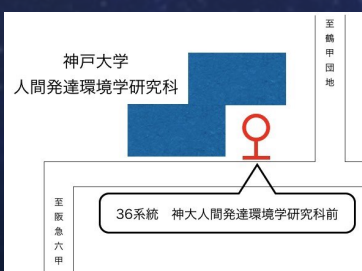 神戸大学
人間発達環境学研究科
至鶴甲団地
36系統　神大人間発達環境学研究科前
至阪急六甲